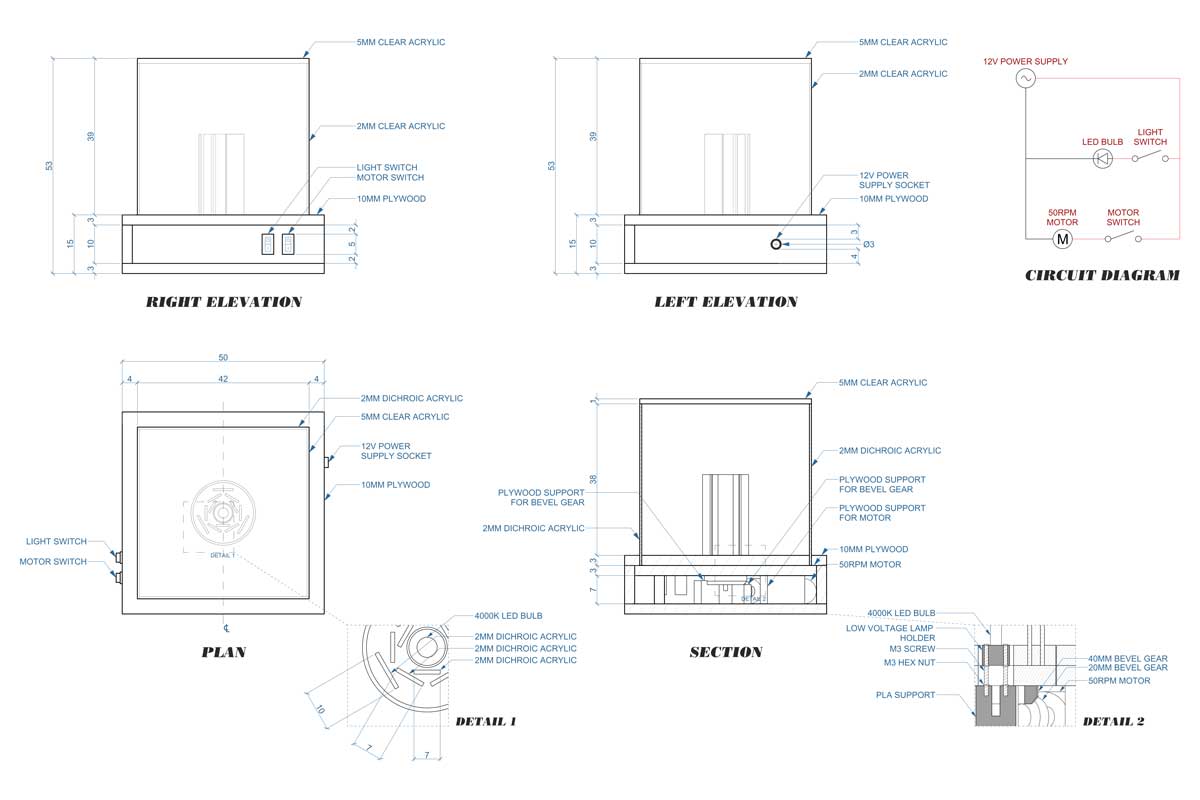 5MM CLEAR ACRYLIC
2MM CLEAR ACRYLIC
LIGHT SWITCH
MOTOR SWITCH
10MM PLYWOOD
53
39
15
3
10
3
2
5
2
RIGHT ELEVATION
5MM CLEAR ACRYLIC
2MM CLEAR ACRYLIC
12V POWER
SUPPLY SOCKET
10MM PLYWOOD
53
39
15
3
10
3
3
Ø3
4
LEFT ELEVATION
12V POWER SUPPLY
LED BULB
LIGHT
SWITCH
50RPM
MOTOR
MOTOR
SWITCH
M
CIRCUIT DIAGRAM
50
4
42
4
2MM DICHROIC ACRYLIC
5MM CLEAR ACRYLIC
12V POWER
SUPPLY SOCKET
10MM PLYWOOD
LIGHT SWITCH
MOTOR SWITCH
DETAIL 1
℄
PLAN
4000K LED BULB
2MM DICHROIC ACRYLIC
2MM DICHROIC ACRYLIC
2MM DICHROIC ACRYLIC
10
7
7
DETAIL 1
5MM CLEAR ACRYLIC
2MM DICHROIC ACRYLIC
PLYWOOD SUPPORT
FOR BEVEL GEAR
PLYWOOD SUPPORT
FOR MOTOR
10MM PLYWOOD
50RPM MOTOR
PLYWOOD SUPPORT
FOR BEVEL GEAR
2MM DICHROIC ACRYLIC
1
38
3
3
7
DETAIL 2
SECTION
4000K LED BULB
LOW VOLTAGE LAMP
HOLDER
M3 SCREW
M3 HEX NUT
PLA SUPPORT
40MM BEVEL GEAR
20MM BEVEL GEAR
50RPM MOTOR
DETAIL 2